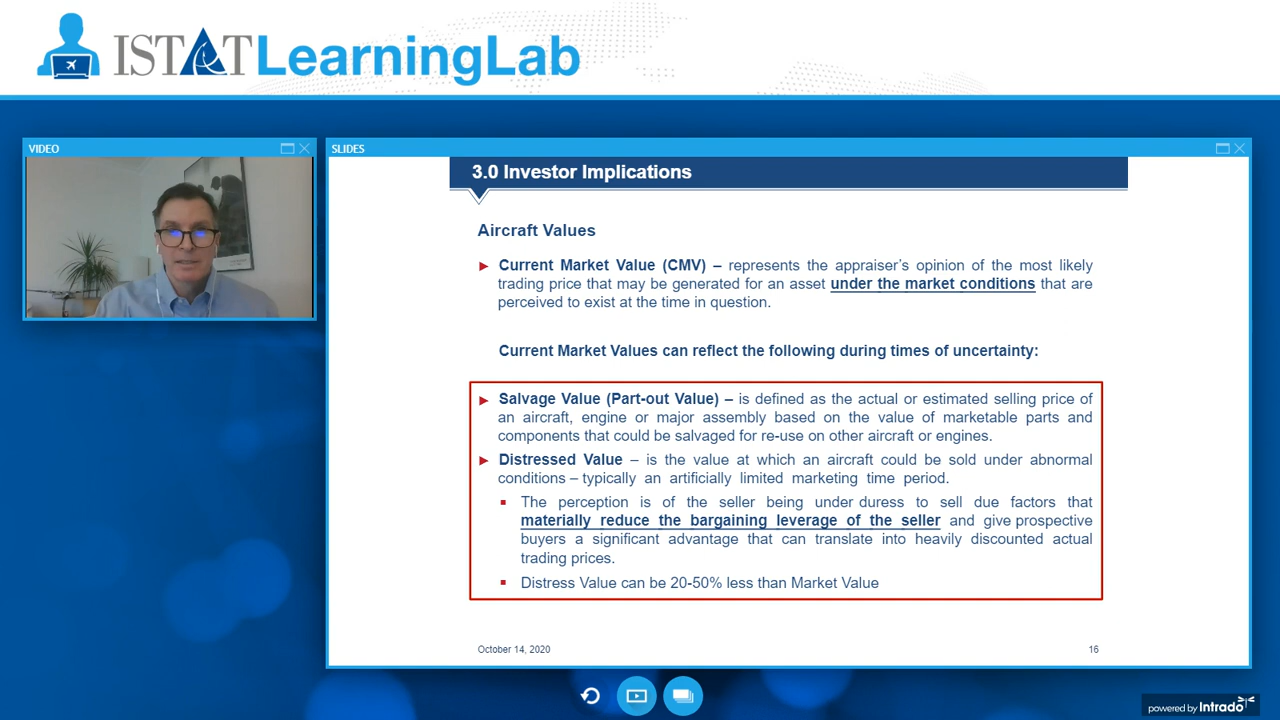 ISTAT LearningLab
VIDEO
SLIDES
3.0 Investor Implications
Aircraft Values
Current Market Value (CMV) – represents the appraiser's opinion of the most likely
trading price that may be generated for an asset under the market conditions that are
perceived to exist at the time in question.
Current Market Values can reflect the following during times of uncertainty:
Salvage Value (Part-out Value) – is defined as the actual or estimated selling price of
an aircraft, engine or major assembly based on the value of marketable parts and
components that could be salvaged for re-use on other aircraft or engines.
Distressed Value – is the value at which an aircraft could be sold under abnormal
conditions – typically an artificially limited marketing time period.
The perception is of the seller being under duress to sell due factors that
materially reduce the bargaining leverage of the seller and give prospective
buyers a significant advantage that can translate into heavily discounted actual
trading prices.
Distress Value can be 20-50% less than Market Value
October 14, 2020
16
powered by Intrado